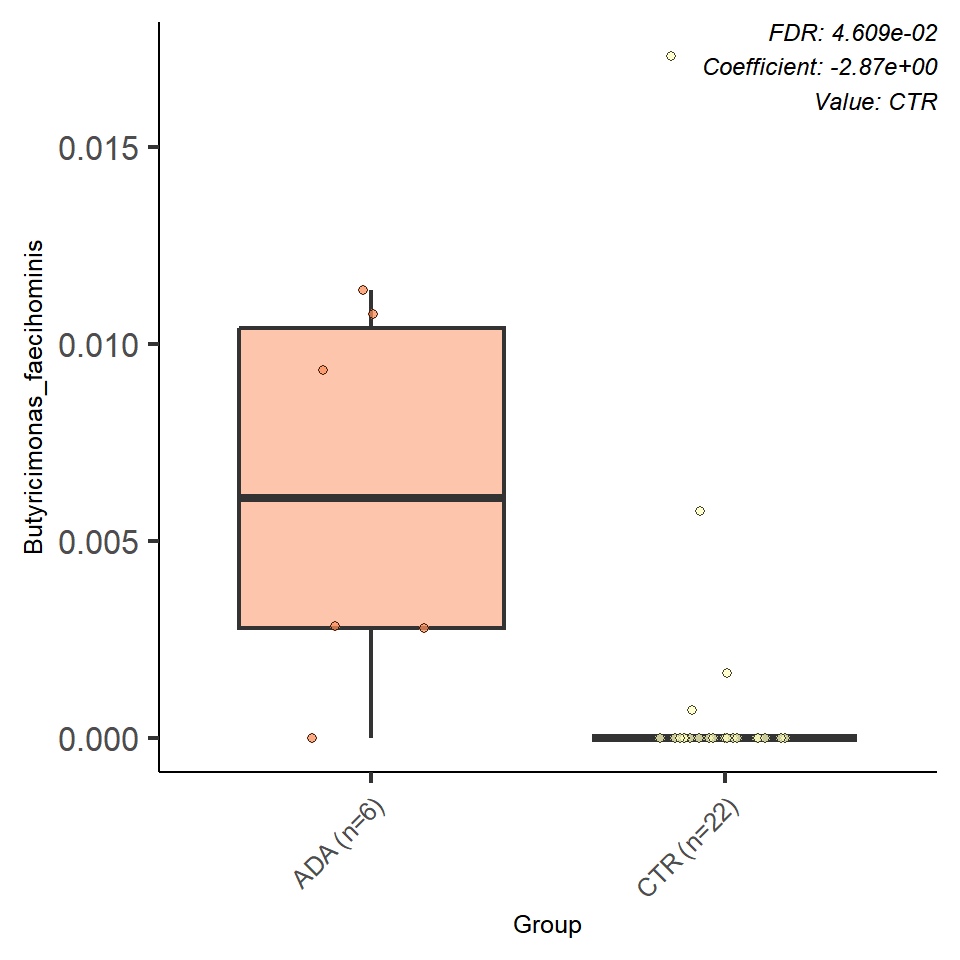 FDR: 4.609e-02
Coefficient: -2.87e+00
Value: CTR
Butyricimonas_faecihominis
0.015
0.010
0.005
0.000
ADA (n=6)
CTR (n=22)
Group